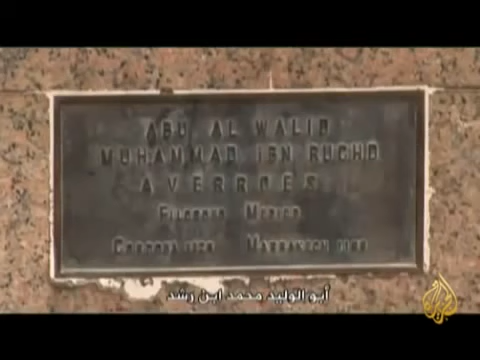 ABU AL WALID
MUHAMMAD IBN RUCHD
AVERROES
FILOSOFO MEDICO
CORDOBA MARRAKECH
أبو الوليد محمد ابن رشد